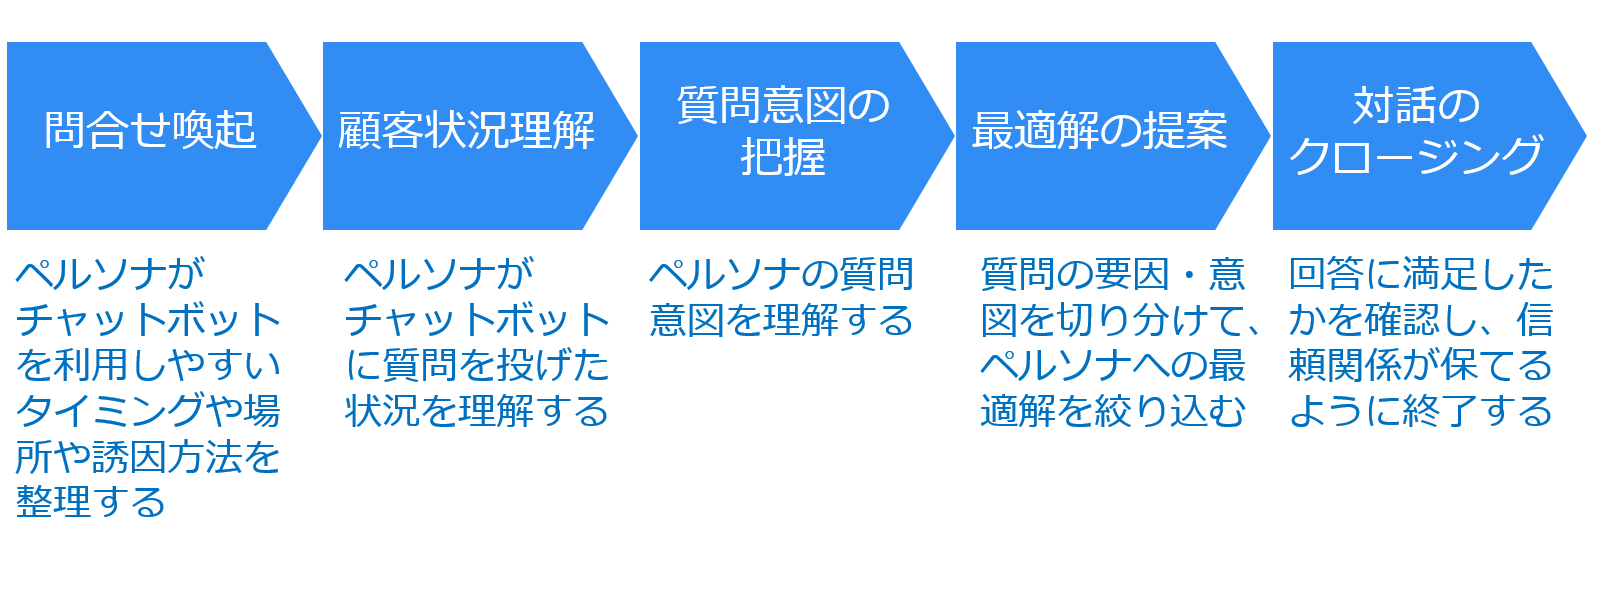 問合せ喚起
顧客状況理解
質問意図の
把握
最適解の提案
対話の
クロージング
ペルソナが
チャットボット
を利用しやすい
タイミングや場
所や誘因方法を
整理する
ペルソナが
チャットボット
に質問を投げた
状況を理解する
ペルソナの質問
意図を理解する
質問の要因・意
図を切り分けて、
ペルソナへの最
適解を絞り込む
回答に満足した
かを確認し、信
頼関係が保てる
ように終了する